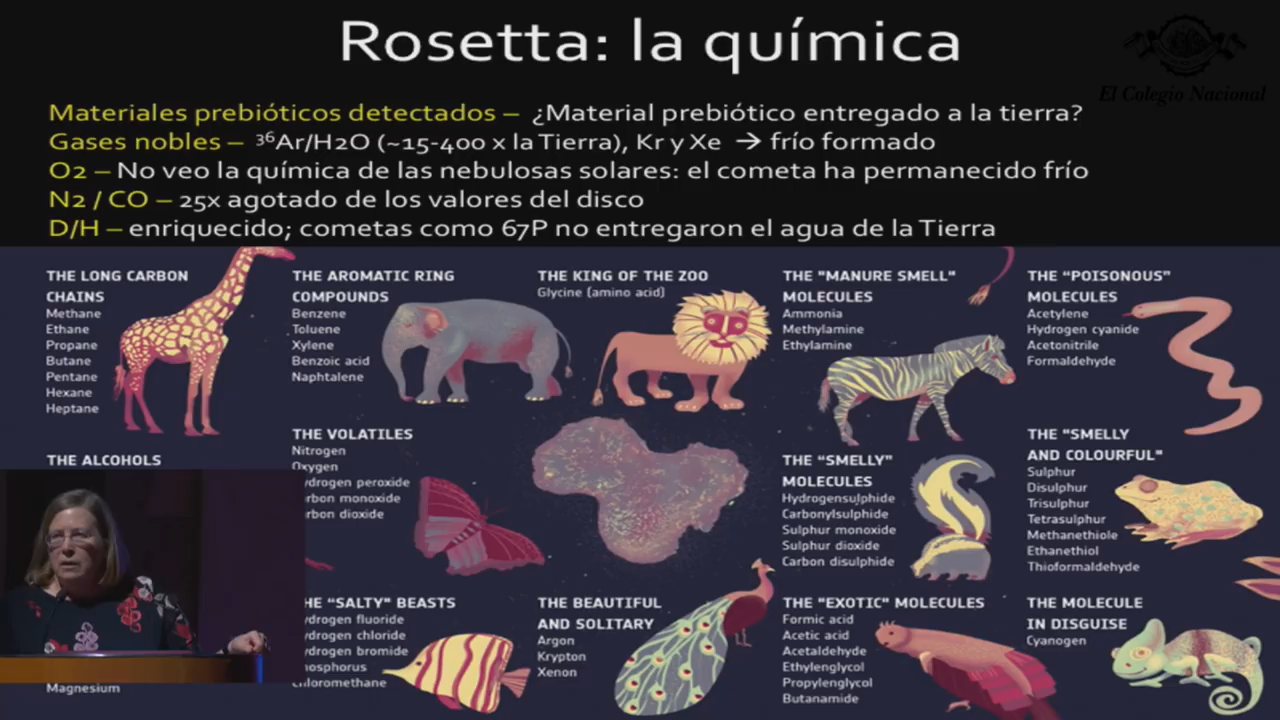 Rosetta: la química
El Colegio Nacional
Materiales prebióticos detectados – ¿Material prebiótico entregado a la tierra?
Gases nobles – ³⁶Ar/H2O (~15-400 x la Tierra), Kr y Xe → frío formado
O2 – No veo la química de las nebulosas solares: el cometa ha permanecido frío
N2 / CO – 25x agotado de los valores del disco
D/H – enriquecido; cometas como 67P no entregaron el agua de la Tierra
THE LONG CARBON
CHAINS
Methane
Ethane
Propane
Butane
Pentane
Hexane
Heptane
THE AROMATIC RING
COMPOUNDS
Benzene
Toluene
Xylene
Benzoic acid
Naphtalene
THE KING OF THE ZOO
Glycine (amino acid)
THE "MANURE SMELL"
MOLECULES
Ammonia
Methylamine
Ethylamine
THE "POISONOUS"
MOLECULES
Acetylene
Hydrogen cyanide
Acetonitrile
Formaldehyde
THE ALCOHOLS
THE VOLATILES
Nitrogen
Oxygen
ydrogen peroxide
arbon monoxide
arbon dioxide
THE "SMELLY"
MOLECULES
Hydrogensulphide
Carbonylsulphide
Sulphur monoxide
Sulphur dioxide
Carbon disulphide
THE "SMELLY
AND COLOURFUL"
Sulphur
Disulphur
Trisulphur
Tetrasulphur
Methanethiole
Ethanethiol
Thioformaldehyde
Magnesium
HE "SALTY" BEASTS
ydrogen fluoride
ydrogen chloride
ydrogen bromide
hosphorus
hloromethane
THE BEAUTIFUL
AND SOLITARY
Argon
Krypton
Xenon
THE "EXOTIC" MOLECULES
Formic acid
Acetic acid
Acetaldehyde
Ethylenglycol
Propylenglycol
Butanamide
THE MOLECULE
IN DISGUISE
Cyanogen